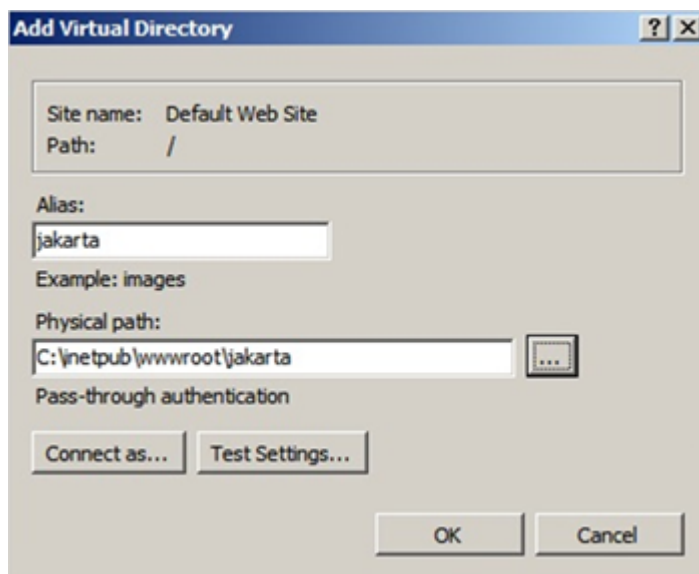 Add Virtual Directory
Site name: Default Web Site
Path: /
Alias:
jakarta
Example: images
Physical path:
C:\inetpub\wwwroot\jakarta
...
Pass-through authentication
Connect as... Test Settings...
OK Cancel